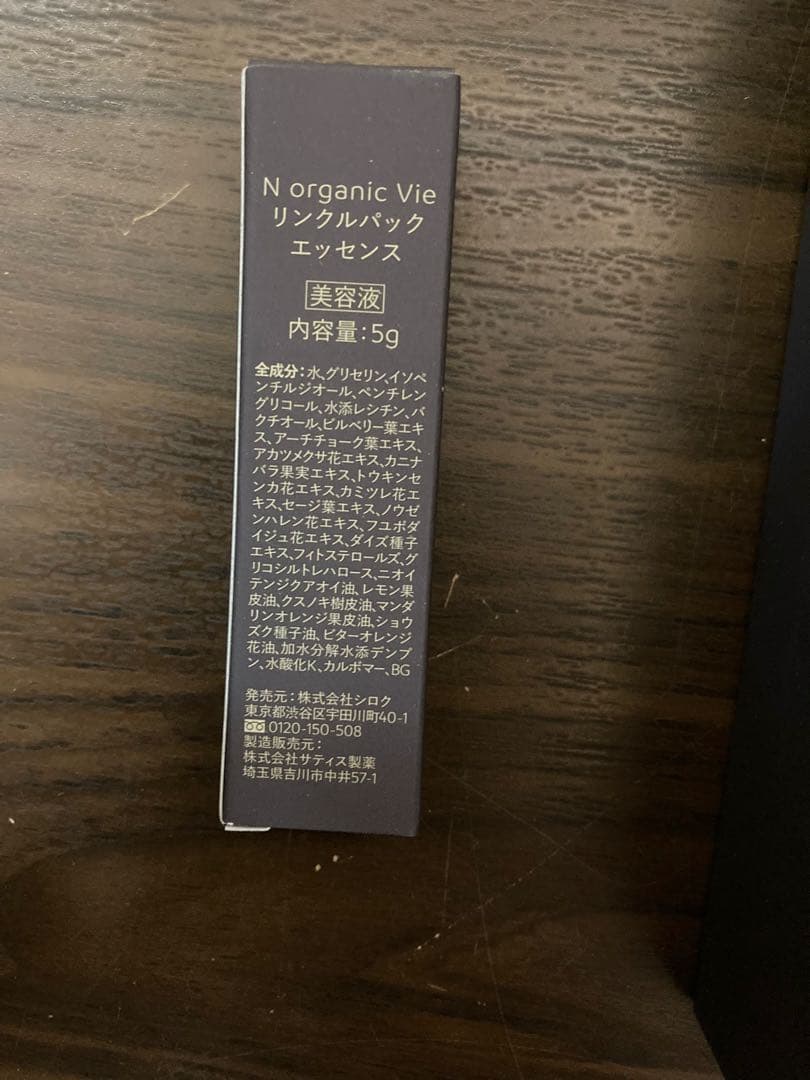 N organic Vie
リンクルパック
エッセンス
美容液
内容量:5g
全成分:水、グリセリン、イソペ
ンチルジオール、ペンチレン
グリコール、水添レシチン、バ
クチオール、ビルベリー葉エキ
ス、アーチチョーク葉エキス、
アカツメクサ花エキス、カニナ
バラ果実エキス、トウキンセ
ンカ花エキス、カミツレ花エ
キス、セージ葉エキス、ノウゼ
ンハレン花エキス、フユボダ
イジュ花エキス、ダイズ種子
エキス、フィトステロールズ、グ
リコシルトレハロース、ニオイ
テンジクアオイ油、レモン果
皮油、クスノキ樹皮油、マンダ
リンオレンジ果皮油、ショウ
ズク種子油、ビターオレンジ
花油、加水分解水添デンプ
ン、水酸化K、カルボマー、BG
発売元:株式会社シロク
東京都渋谷区宇田川町40-1
0120-150-508
製造販売元:
株式会社サティス製薬
埼玉県吉川市中井57-1